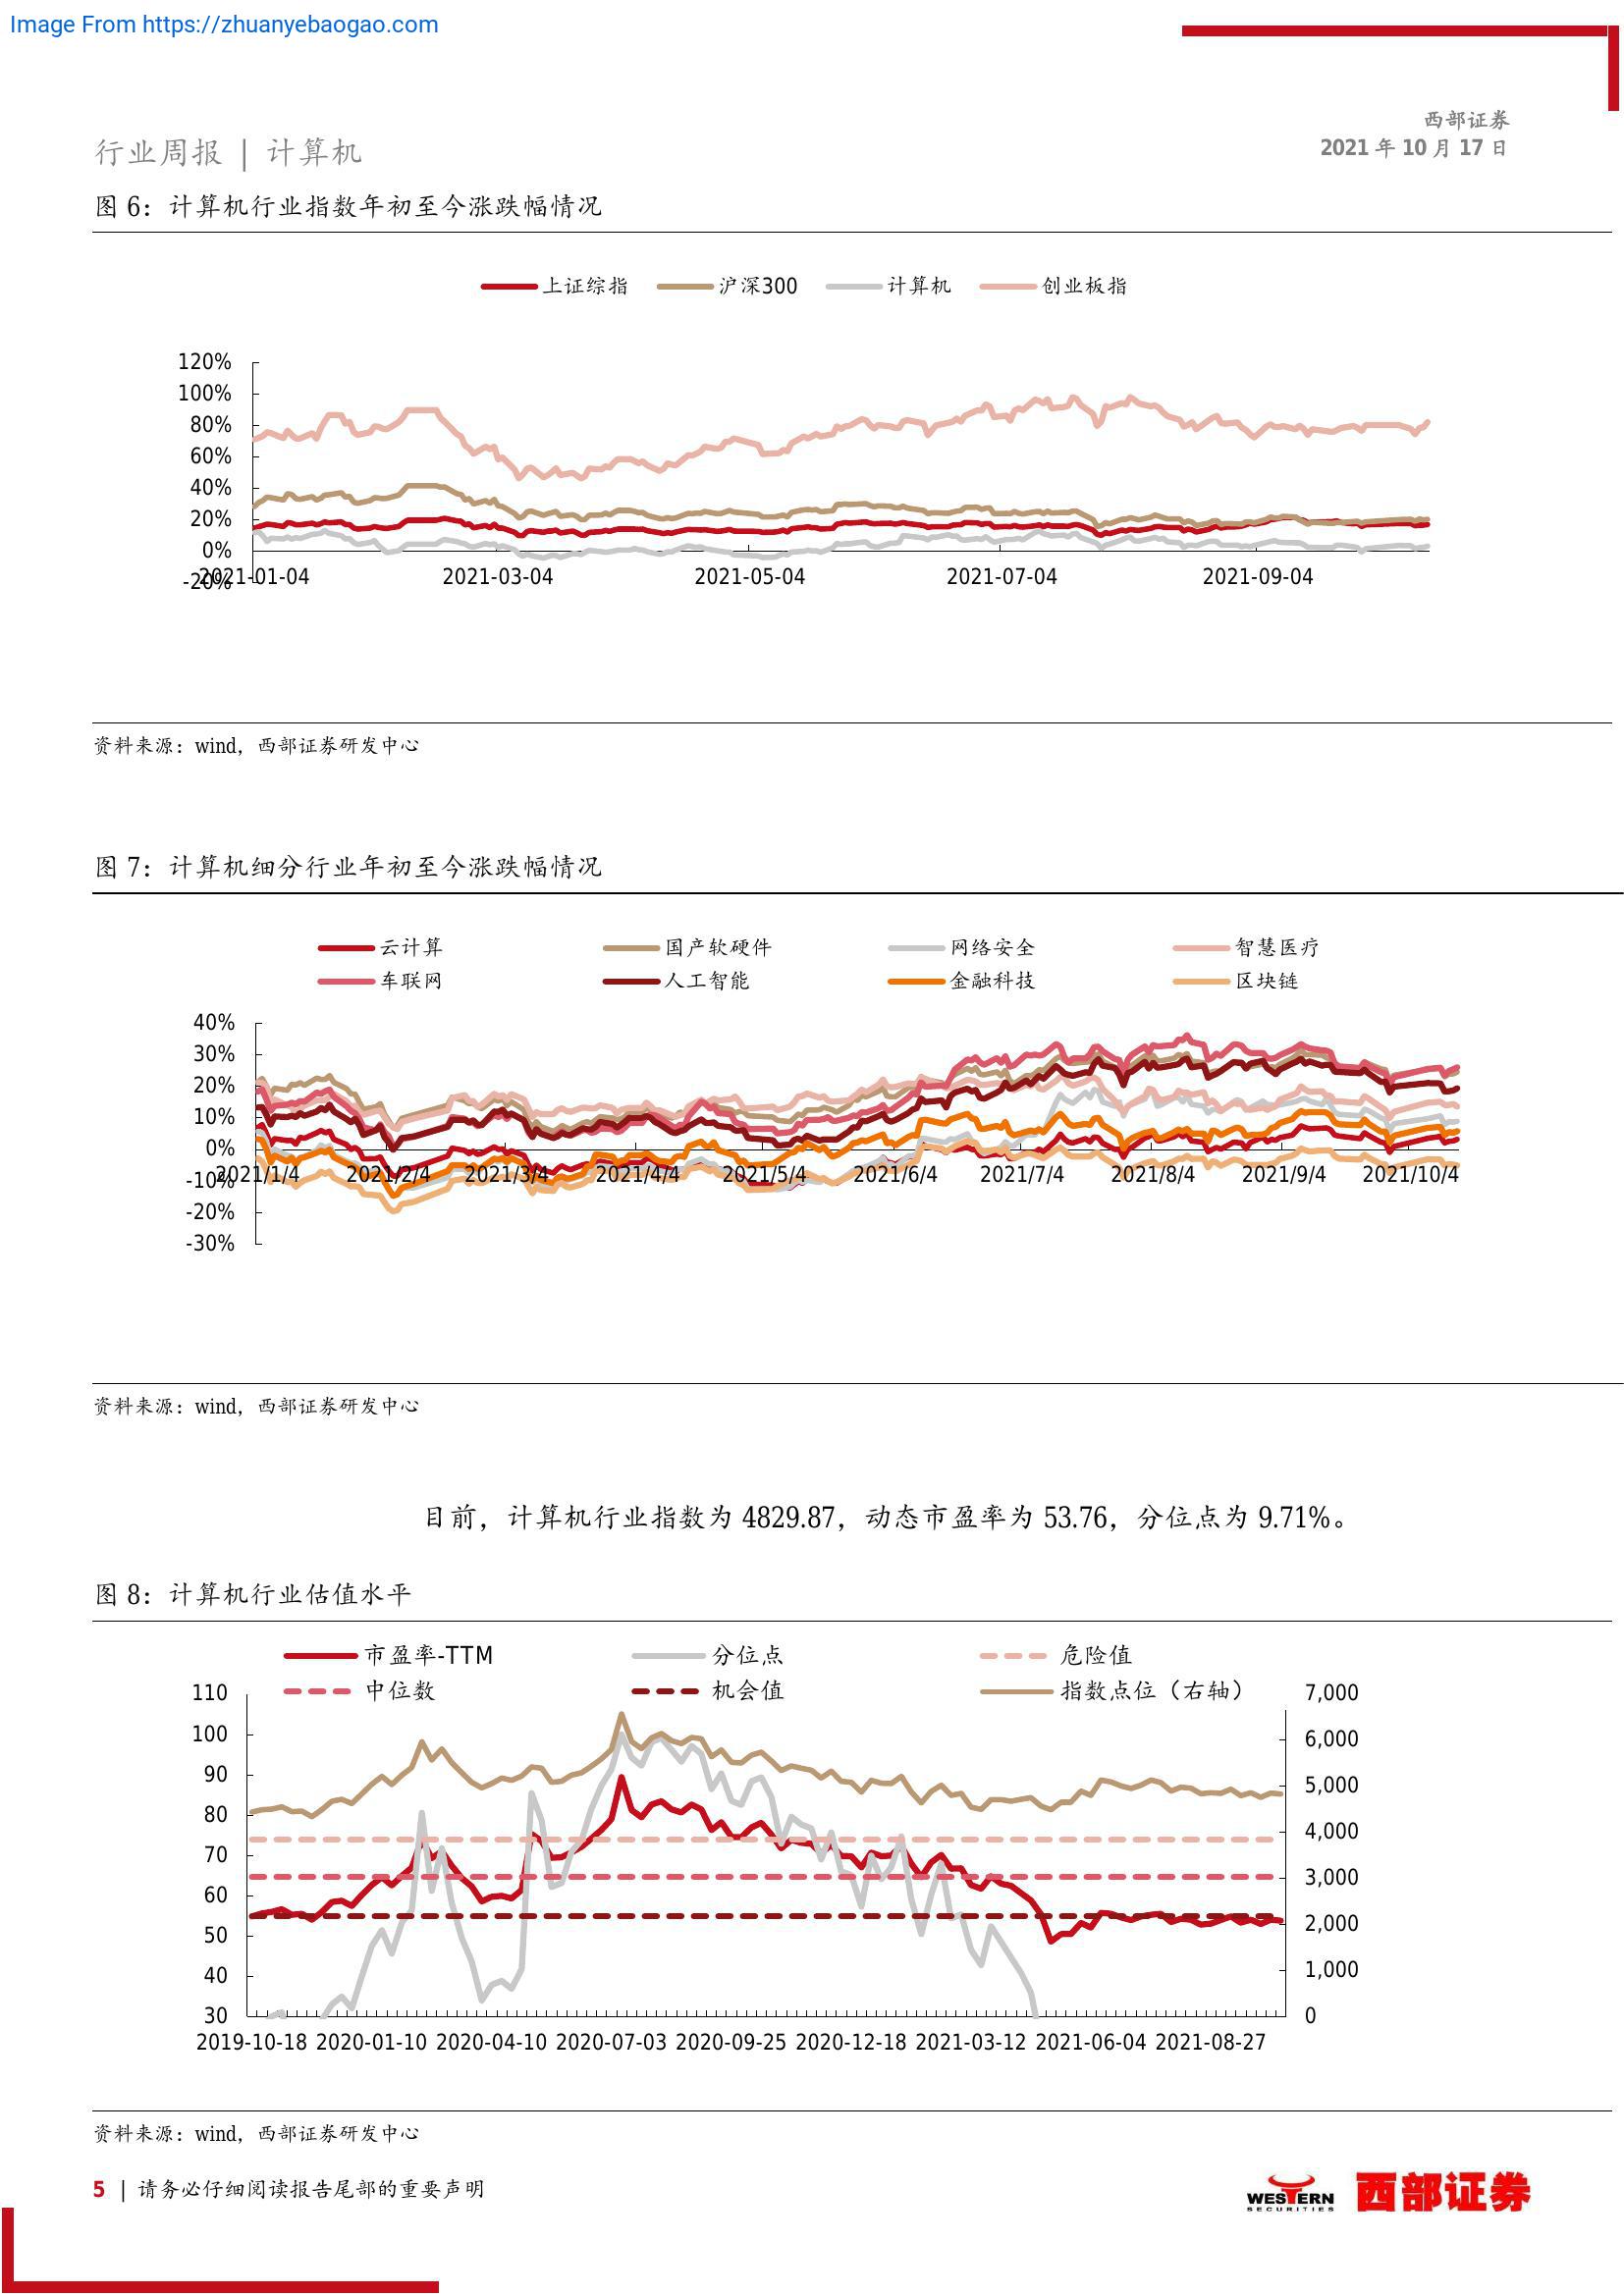 Image From https://zhuanyebaogao.com
西部证券
2021 年 10 月 17 日
行业周报 | 计算机
图 6：计算机行业指数年初至今涨跌幅情况
上证综指 沪深300 计算机 创业板指
120%
100%
80%
60%
40%
20%
0%
-20%
2021-01-04 2021-03-04 2021-05-04 2021-07-04 2021-09-04
资料来源：wind，西部证券研发中心
图 7：计算机细分行业年初至今涨跌幅情况
云计算 国产软硬件 网络安全 智慧医疗
车联网 人工智能 金融科技 区块链
40%
30%
20%
10%
0%
-10%
-20%
-30%
2021/1/4 2021/2/4 2021/3/4 2021/4/4 2021/5/4 2021/6/4 2021/7/4 2021/8/4 2021/9/4 2021/10/4
资料来源：wind，西部证券研发中心
目前，计算机行业指数为 4829.87，动态市盈率为 53.76，分位点为 9.71%。
图 8：计算机行业估值水平
市盈率-TTM 分位点 危险值
中位数 机会值 指数点位（右轴）
110
100
90
80
70
60
50
40
30
7,000
6,000
5,000
4,000
3,000
2,000
1,000
0
2019-10-18 2020-01-10 2020-04-10 2020-07-03 2020-09-25 2020-12-18 2021-03-12 2021-06-04 2021-08-27
资料来源：wind，西部证券研发中心
5 | 请务必仔细阅读报告尾部的重要声明
WESTERN
SECURITIES
西部证券